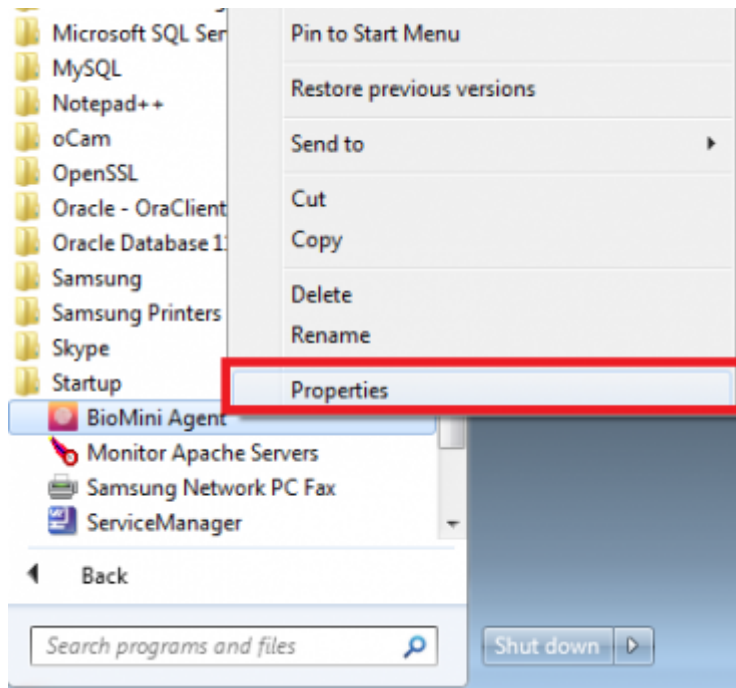 Microsoft SQL Ser
MySQL
Notepad++
oCam
OpenSSL
Oracle - OraClient
Oracle Database 1
Samsung
Samsung Printers
Skype
Startup
BioMini Agent
Monitor Apache Servers
Samsung Network PC Fax
ServiceManager
Back
Search programs and files
Pin to Start Menu
Restore previous versions
Send to
Cut
Copy
Delete
Rename
Properties
Shut down